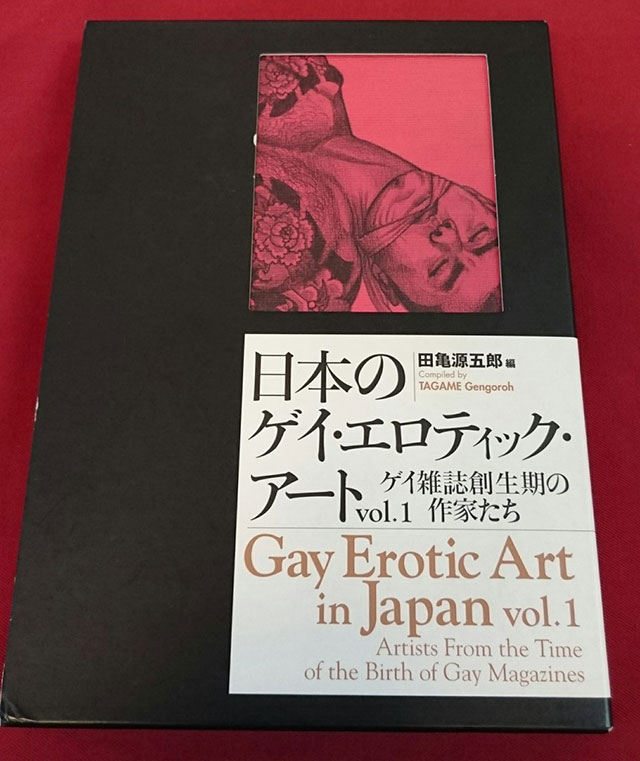 日本の
ゲイ・エロティック・
アート vol.1
田亀源五郎 編
Compiled by
TAGAME Gengoroh
ゲイ雑誌創生期の
作家たち
Gay Erotic Art
in Japan vol.1
Artists From the Time
of the Birth of Gay Magazines